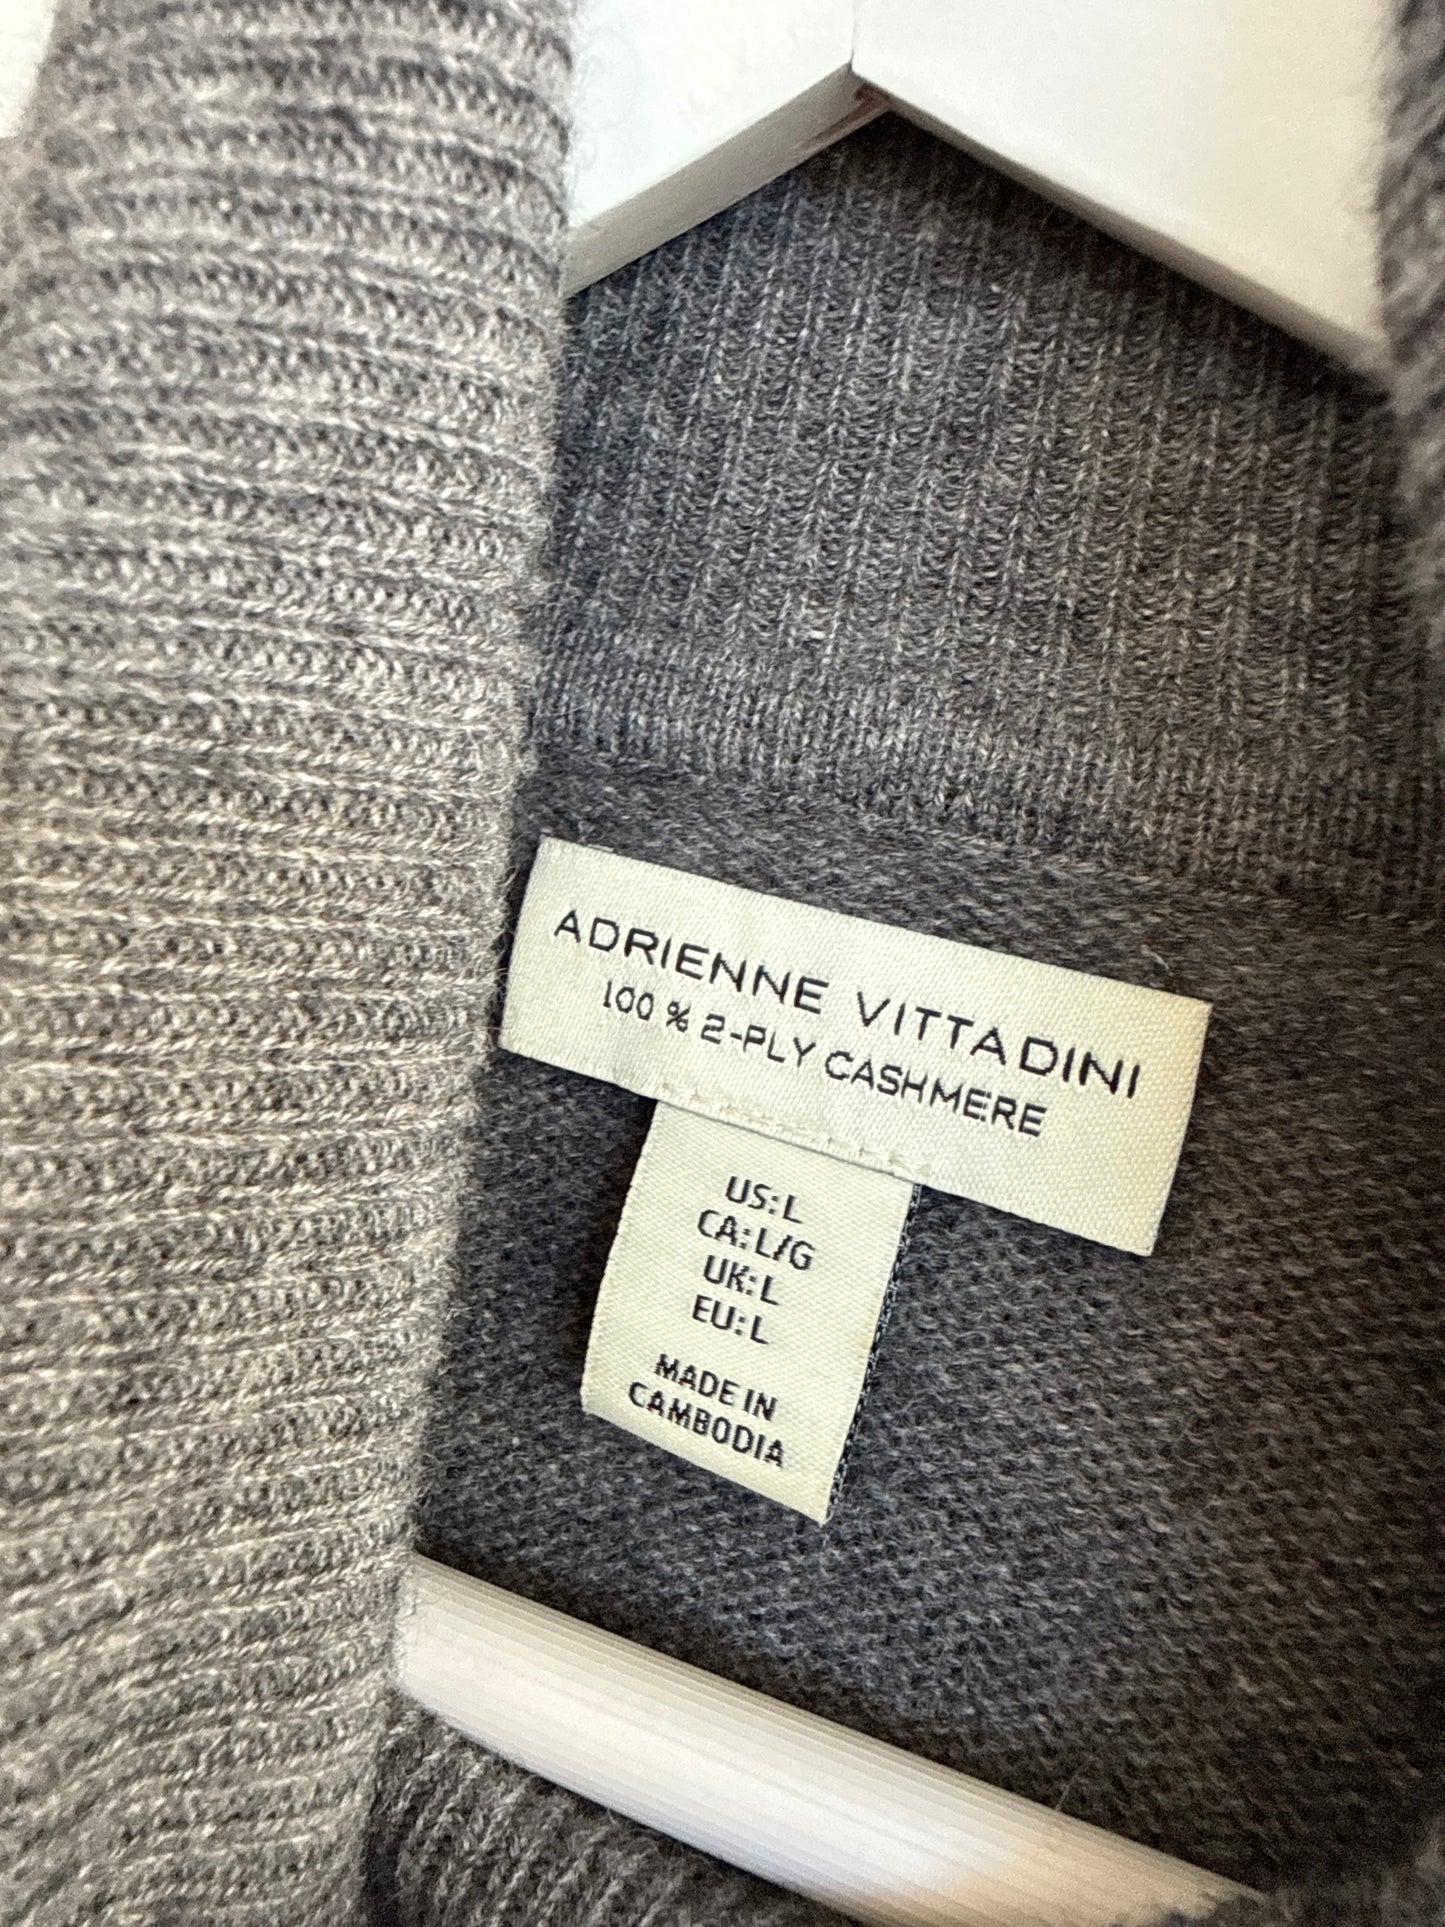 ADRIENNE VITTADINI
100 % 2-PLY CASHMERE
US: L
CA: L/G
UK: L
EU: L
MADE IN
CAMBODIA